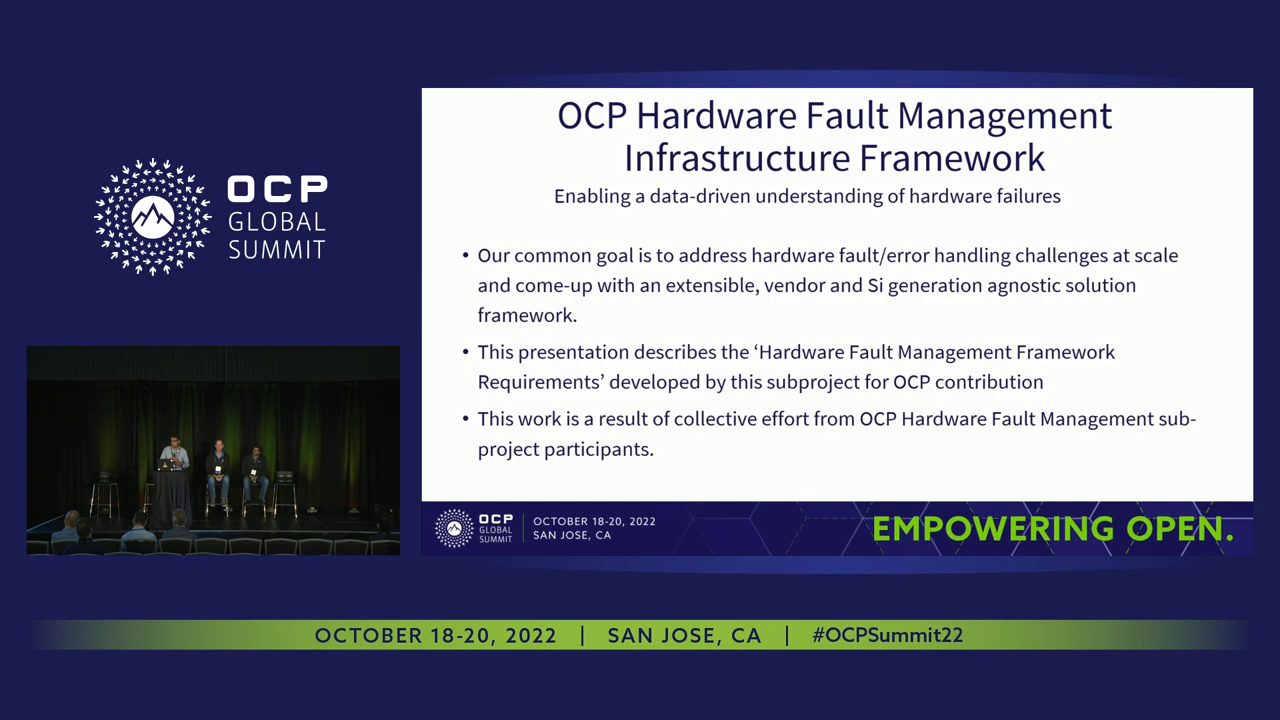 OCP
GLOBAL
SUMMIT
OCP Hardware Fault Management
Infrastructure Framework
Enabling a data-driven understanding of hardware failures
• Our common goal is to address hardware fault/error handling challenges at scale
and come-up with an extensible, vendor and Si generation agnostic solution
framework.
• This presentation describes the ‘Hardware Fault Management Framework
Requirements’ developed by this subproject for OCP contribution
• This work is a result of collective effort from OCP Hardware Fault Management sub-
project participants.
OCP
GLOBAL
SUMMIT
OCTOBER 18-20, 2022
SAN JOSE, CA
EMPOWERING OPEN.
OCTOBER 18-20, 2022 | SAN JOSE, CA | #OCPSummit22